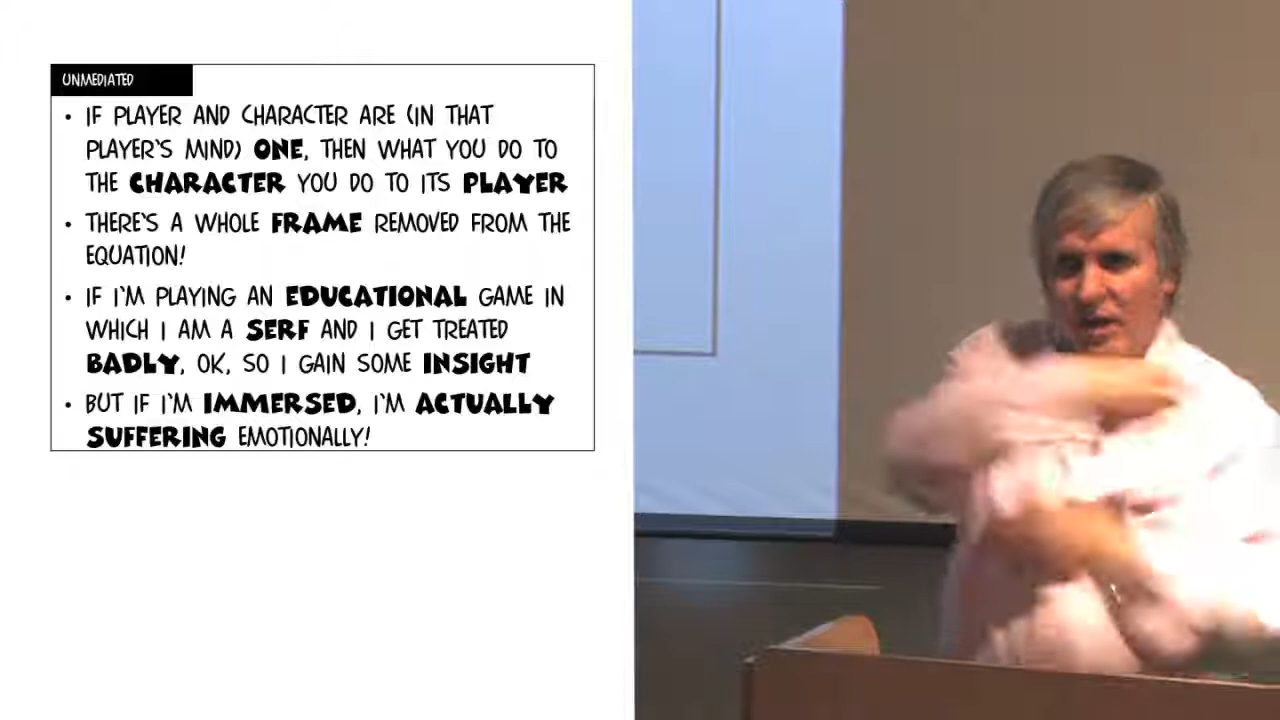 UNMEDIATED
• IF PLAYER AND CHARACTER ARE (IN THAT
PLAYER'S MIND) ONE, THEN WHAT YOU DO TO
THE CHARACTER YOU DO TO ITS PLAYER
• THERE'S A WHOLE FRAME REMOVED FROM THE
EQUATION!
• IF I'M PLAYING AN EDUCATIONAL GAME IN
WHICH I AM A SERF AND I GET TREATED
BADLY, OK, SO I GAIN SOME INSIGHT
• BUT IF I'M IMMERSED, I'M ACTUALLY
SUFFERING EMOTIONALLY!